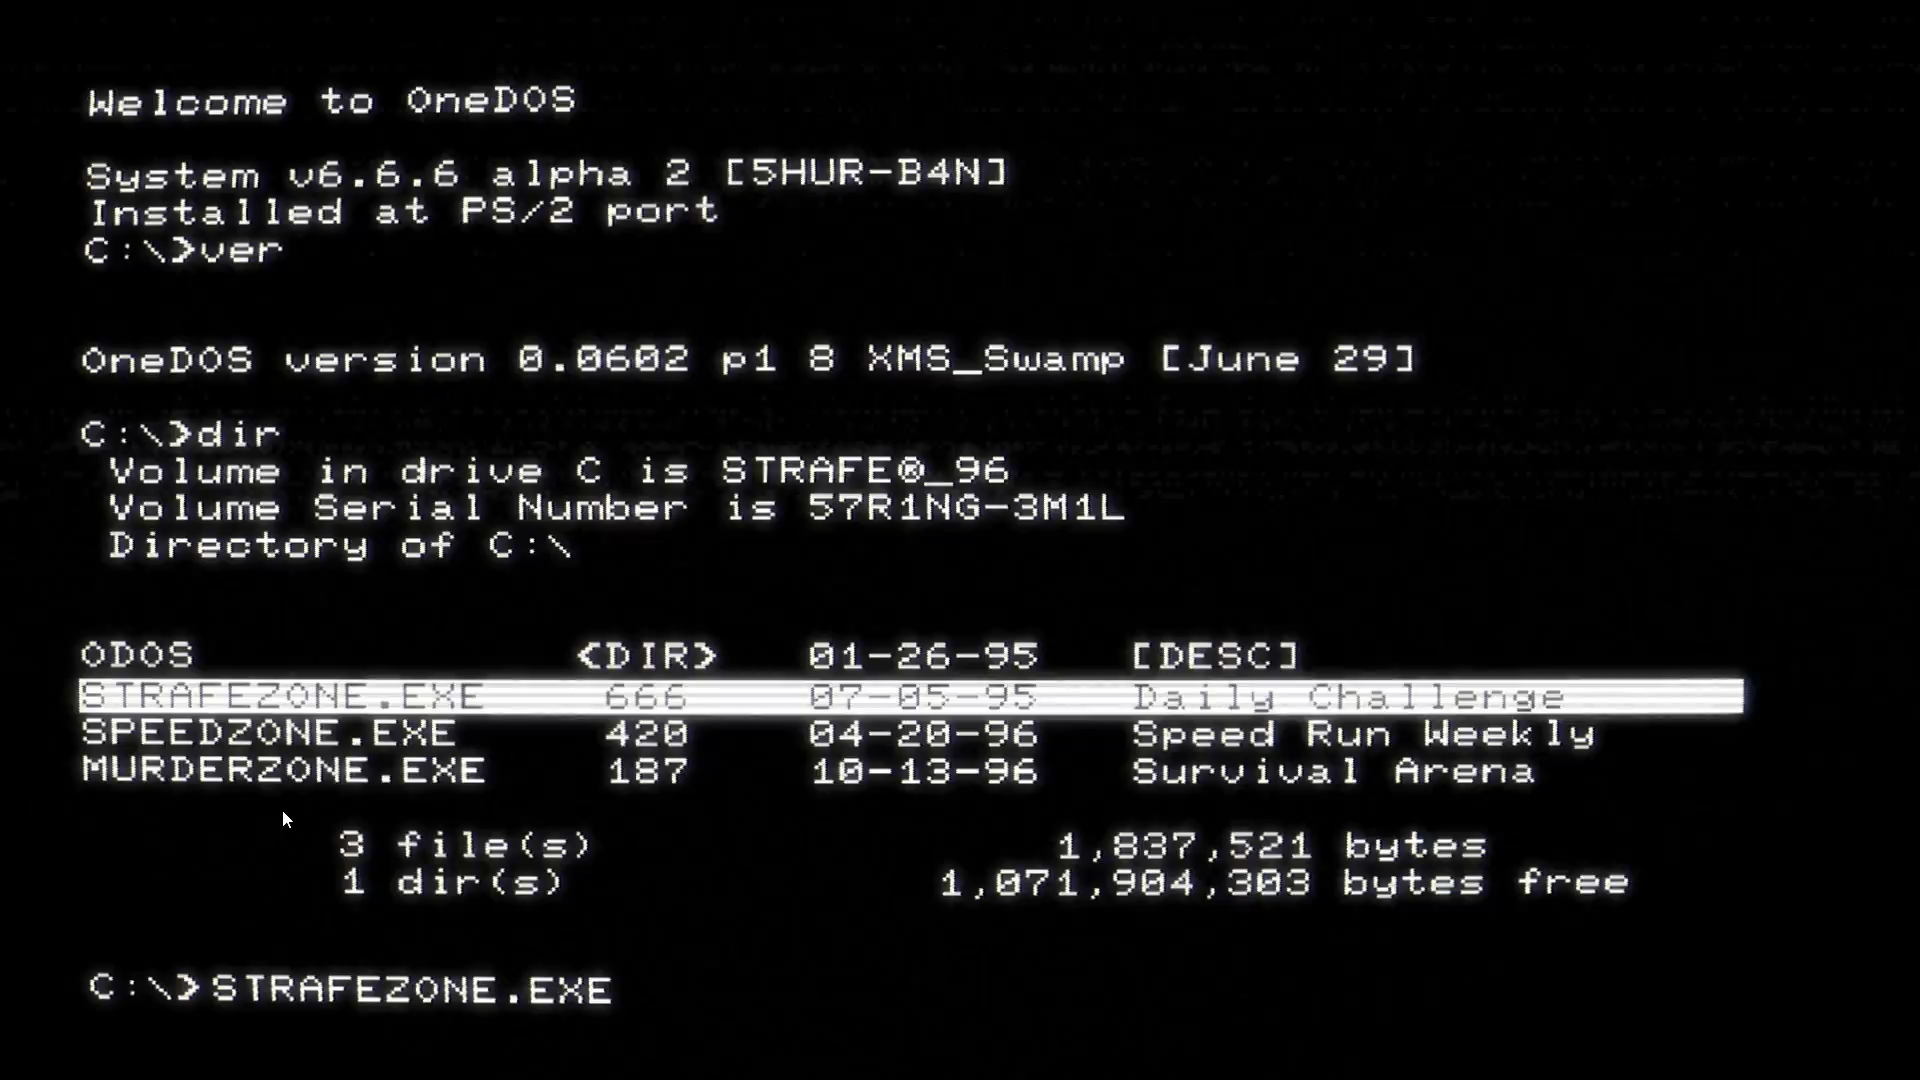 Welcome to OneDOS
System v6.6.6 alpha 2 [5HUR-B4N]
Installed at PS/2 port
C:\>ver
OneDOS version 0.0602 p1 8 XMS_Swamp [June 29]
C:\>dir
Volume in drive C is STRAFE®_96
Volume Serial Number is 57R1NG-3M1L
Directory of C:\
ODOS <DIR> 01-26-95 [DESC]
STRAFEZONE.EXE 666 07-05-95 Daily Challenge
SPEEDZONE.EXE 420 04-20-96 Speed Run Weekly
MURDERZONE.EXE 187 10-13-96 Survival Arena
3 file(s) 1,837,521 bytes
1 dir(s) 1,071,904,303 bytes free
C:\>STRAFEZONE.EXE